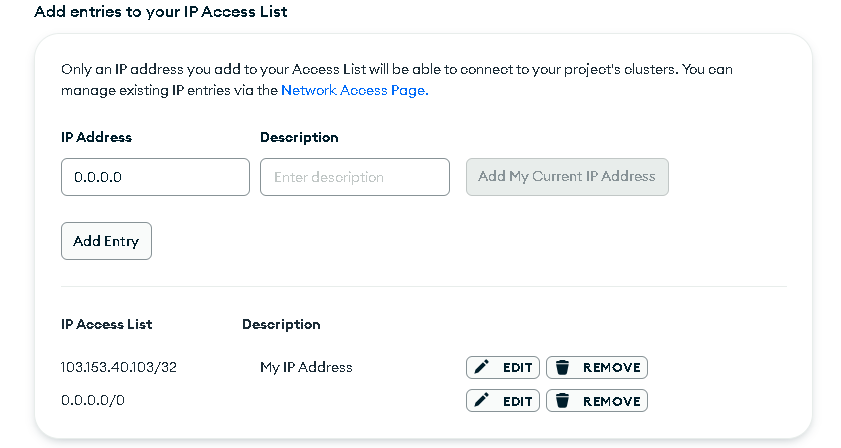 Add entries to your IP Access List
Only an IP address you add to your Access List will be able to connect to your project's clusters. You can
manage existing IP entries via the Network Access Page.
IP Address Description
0.0.0.0 Enter description Add My Current IP Address
Add Entry
IP Access List Description
103.153.40.103/32 My IP Address EDIT REMOVE
0.0.0.0/0 EDIT REMOVE